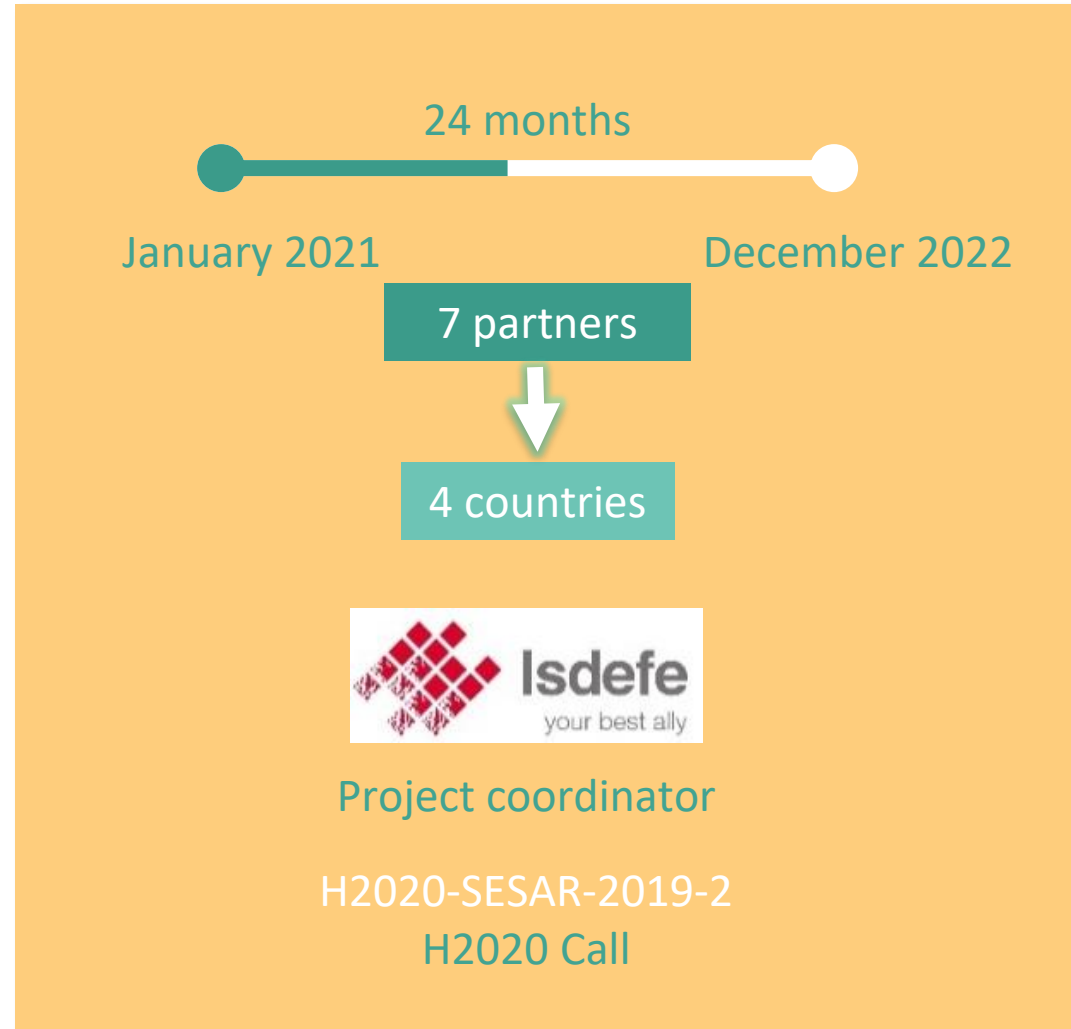 24 months
January 2021
December 2022
7 partners
4 countries
Isdefe
your best ally
Project coordinator
H2020-SESAR-2019-2
H2020 Call